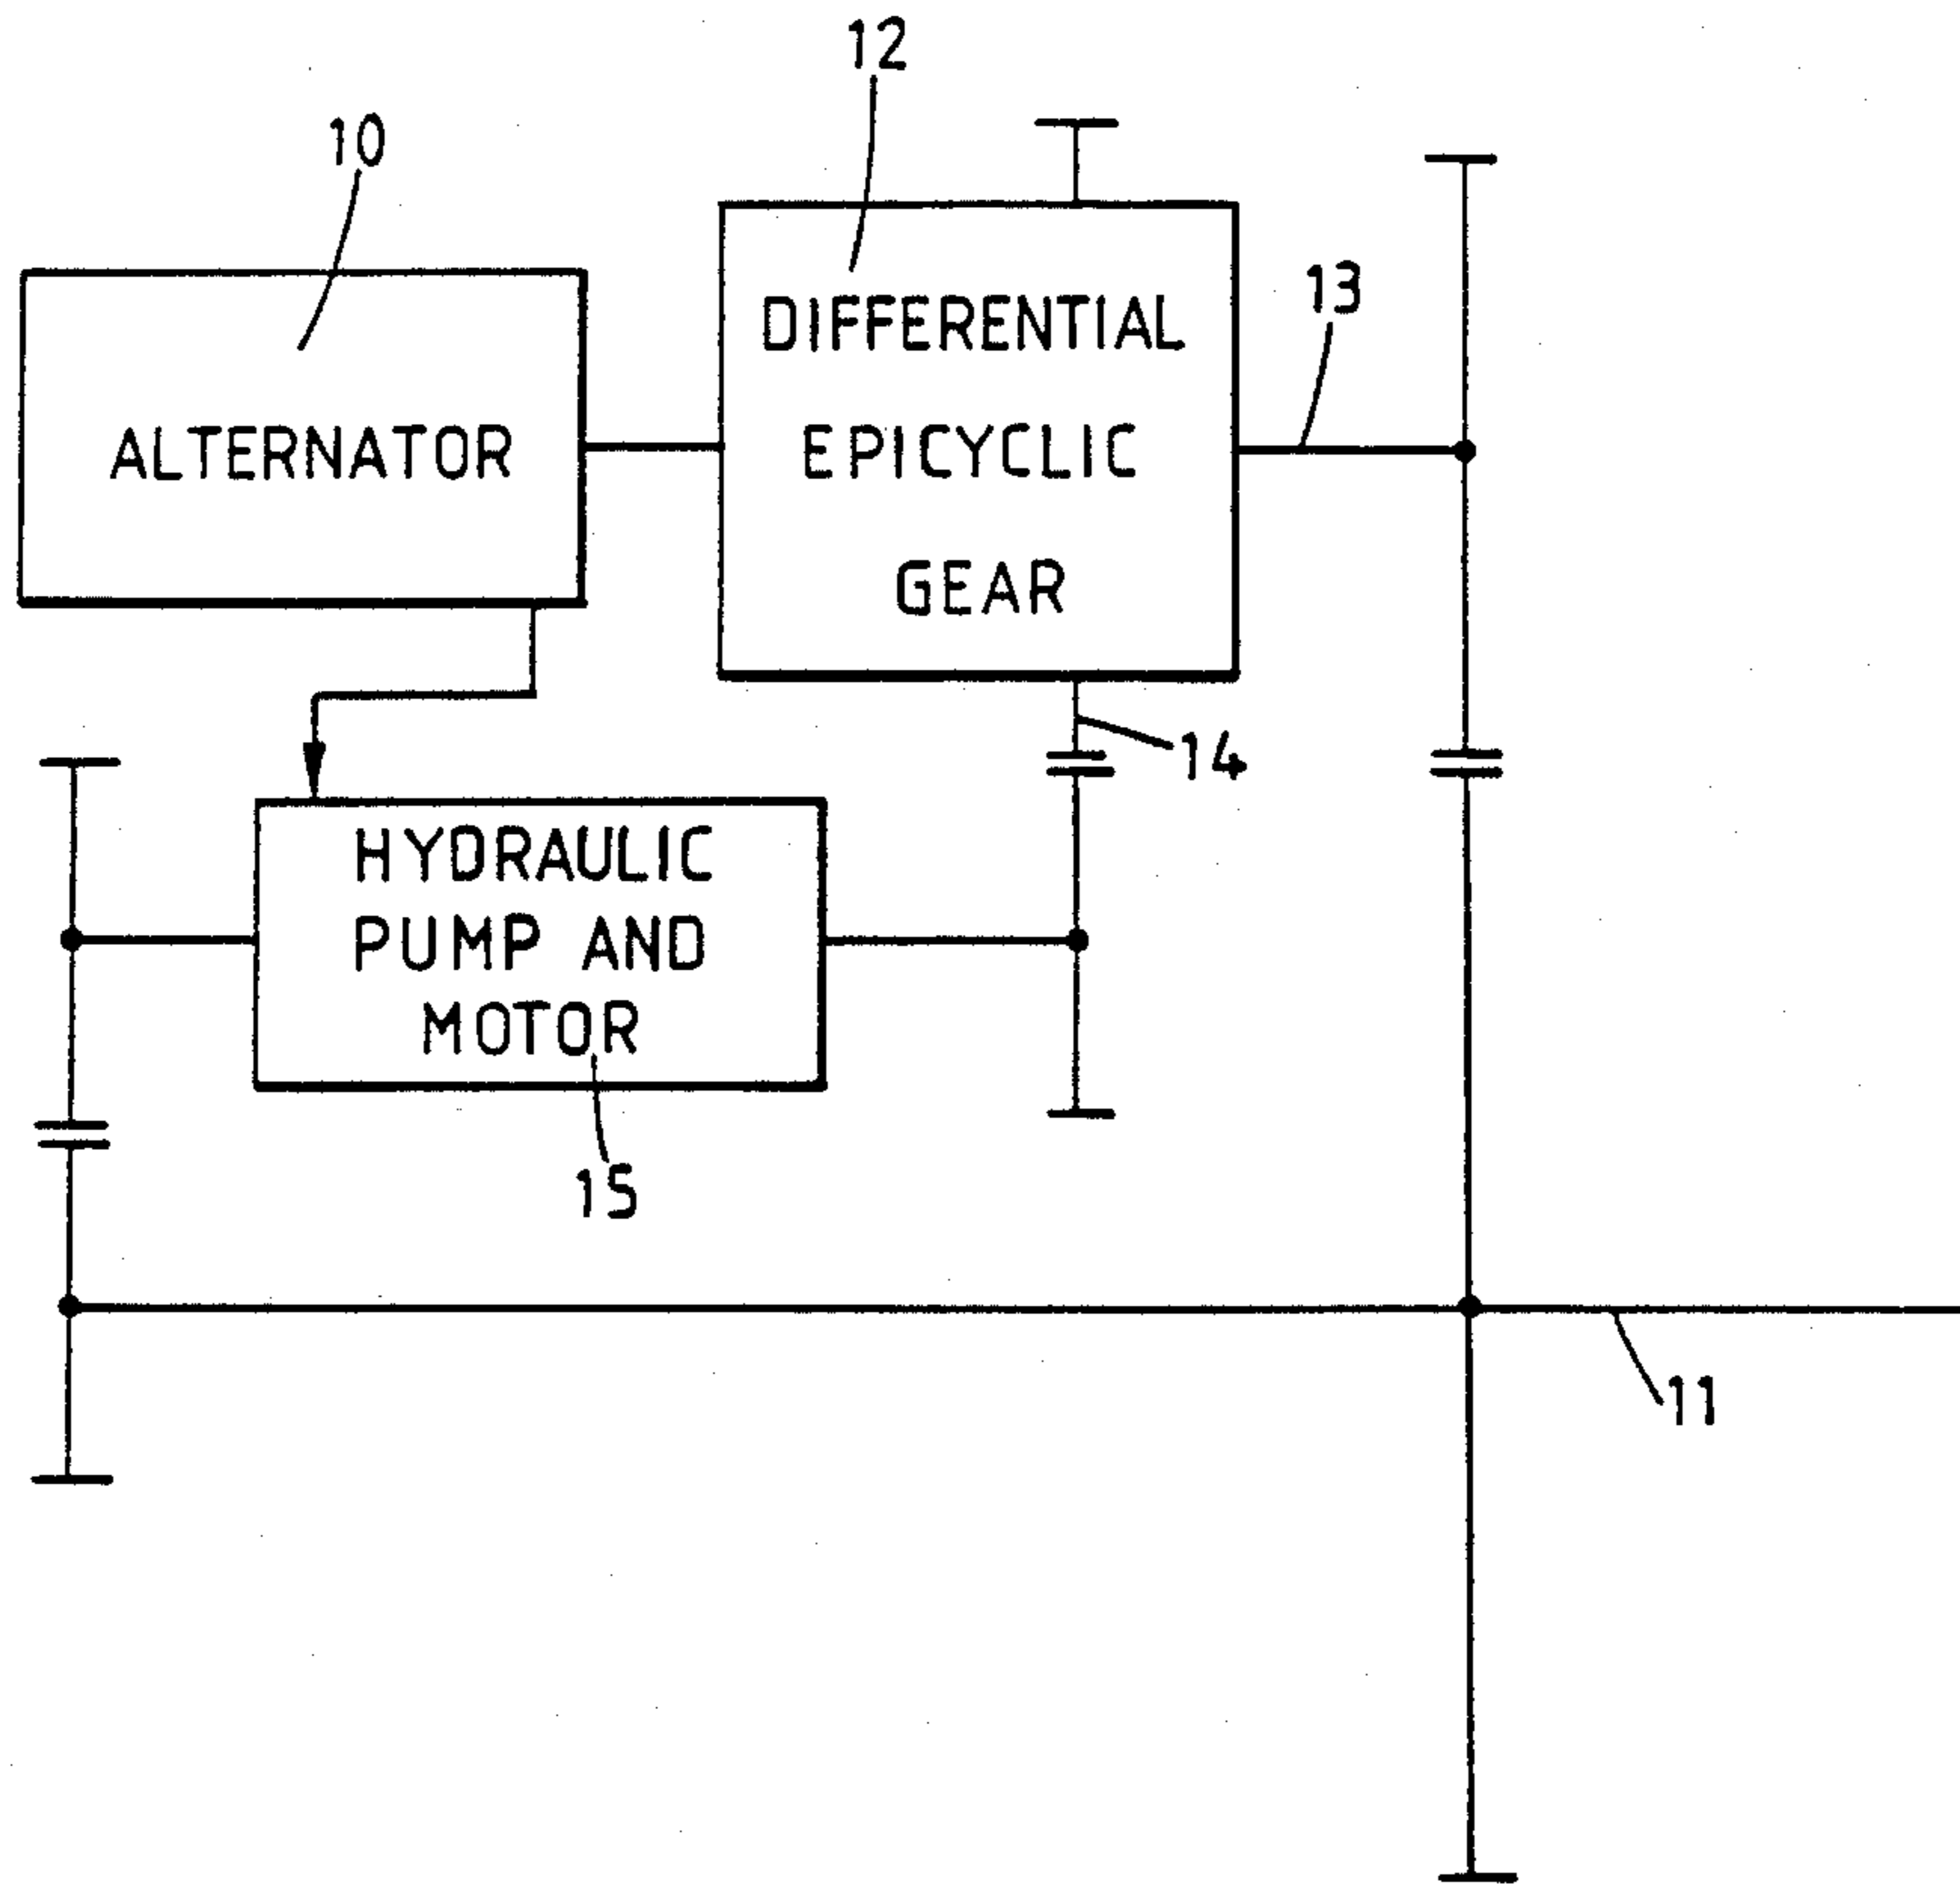 12
10
13
DIFFERENTIAL
EPICYCLIC
GEAR
ALTERNATOR
14
HYDRAULIC
PUMP AND
MOTOR
15
11